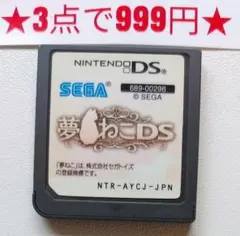 ★3点で999円★
NINTENDO DS
SEGA
689-00296
© SEGA
夢ねこDS
「夢ねこ」は、株式会社セガトイズ
の登録商標です。
NTR-AYCJ-JPN